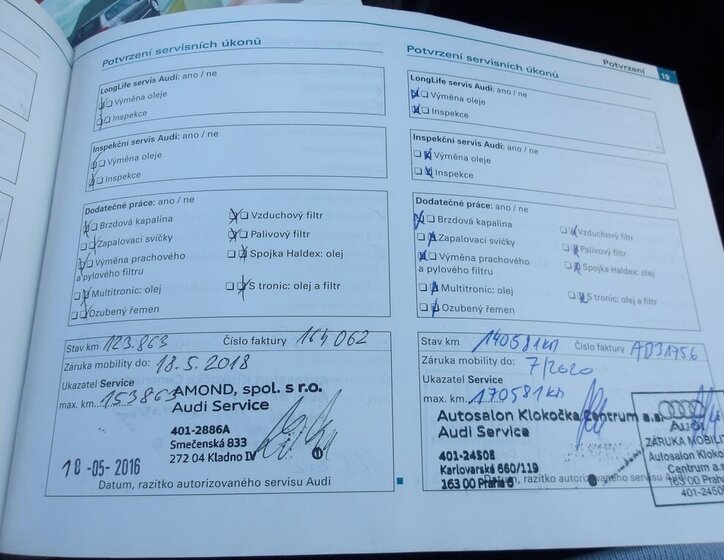 Potvrzení servisních úkonů
LongLife servis Audi: ano / ne
Výměna oleje
Inspekce
Inspekční servis Audi: ano / ne
Výměna oleje
Inspekce
Dodatečné práce: ano / ne
Brzdová kapalina
Vzduchový filtr
Zapalovací svíčky
Palivový filtr
Výměna prachového
a pylového filtru
Spojka Haldex: olej
Multitronic: olej
S tronic: olej a filtr
Ozubený řemen
Stav km 123.863 Číslo faktury 164 062
Záruka mobility do: 18.5.2018
Ukazatel Service
max. km 153863
AMOND, spol. s r.o.
Audi Service
401-2886A
Smečenská 833
272 04 Kladno IV
18-05-2016
Datum, razítko autorizovaného servisu Audi
Potvrzení
19
Potvrzení servisních úkonů
LongLife servis Audi: ano / ne
Výměna oleje
Inspekce
Inspekční servis Audi: ano / ne
Výměna oleje
Inspekce
Dodatečné práce: ano / ne
Brzdová kapalina
Vzduchový filtr
Zapalovací svíčky
Palivový filtr
Výměna prachového
a pylového filtru
Spojka Haldex: olej
Multitronic: olej
S tronic: olej a filtr
Ozubený řemen
Stav km 140581km Číslo faktury AD31756
Záruka mobility do: 7/2020
Ukazatel Service
max. km 170581km
Autosalon Klokočka Centrum a.s.
Audi Service
401-2450E
Karlovarská 660/119
163 00 Praha 6
Datum, razítko autorizovaného servisu Audi
Audi
ZÁRUKA MOBILI
Autosalon Kloko
Centrum a.s
163 00 Praha
401-2450